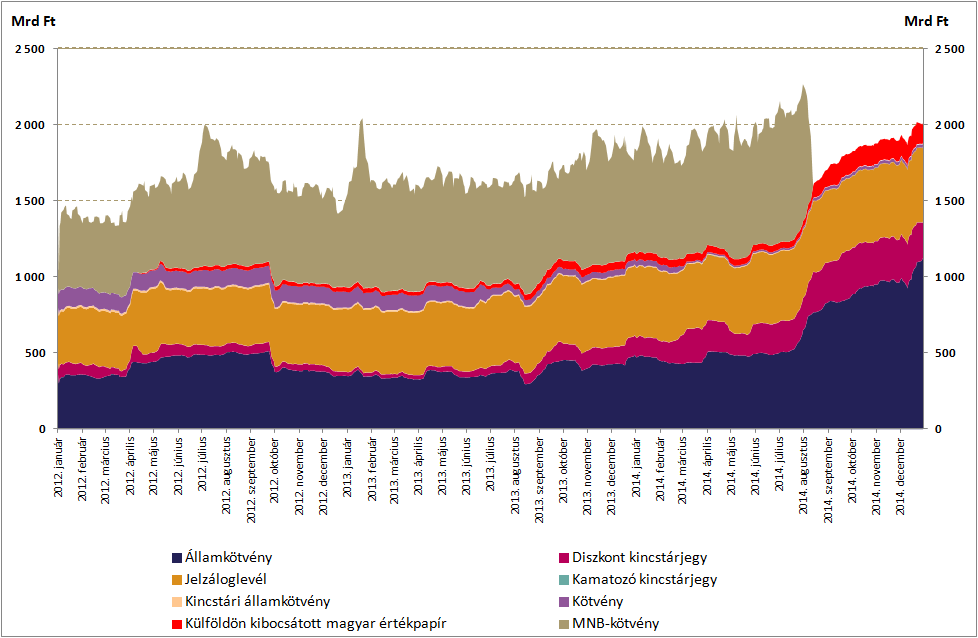 Mrd Ft Mrd Ft
2 500 2 500
2 000 2 000
1 500 1 500
1 000 1 000
500 500
0 0
2012. január
2012. február
2012. március
2012. április
2012. május
2012. június
2012. július
2012. augusztus
2012. szeptember
2012. október
2012. november
2012. december
2013. január
2013. február
2013. március
2013. április
2013. május
2013. június
2013. július
2013. augusztus
2013. szeptember
2013. október
2013. november
2013. december
2014. január
2014. február
2014. március
2014. április
2014. május
2014. június
2014. július
2014. augusztus
2014. szeptember
2014. október
2014. november
2014. december
Államkötvény Diszkont kincstárjegy
Jelzáloglevél Kamatozó kincstárjegy
Kincstári államkötvény Kötvény
Külföldön kibocsátott magyar értékpapír MNB-kötvény